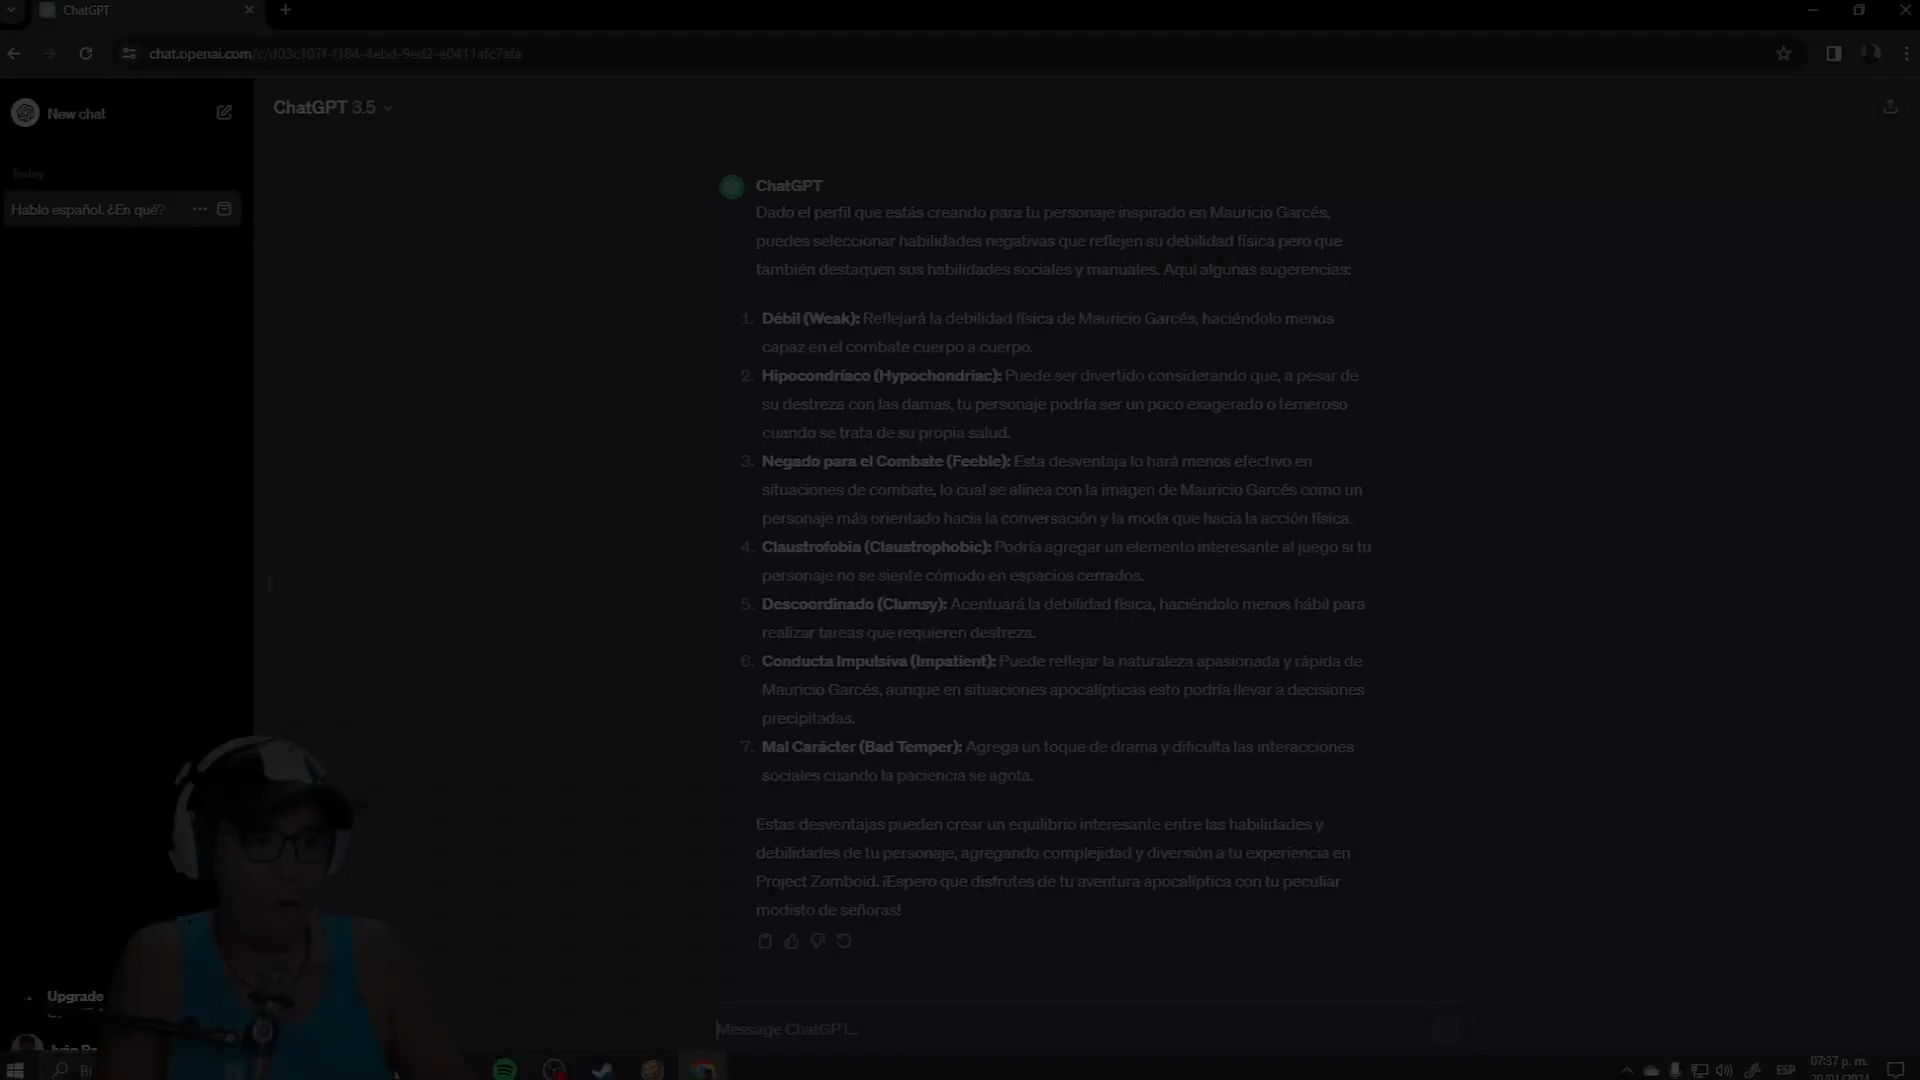 ChatGPT
chat.openai.com/c/d03c107f-f184-4ebd-9ed2-e0411afc7afa
New chat
ChatGPT 3.5
Today
Hablo español. ¿En qué?
ChatGPT
Dado el perfil que estás creando para tu personaje inspirado en Mauricio Garcés,
puedes seleccionar habilidades negativas que reflejen su debilidad física pero que
también destaquen sus habilidades sociales y manuales. Aquí algunas sugerencias:
1. Débil (Weak): Reflejará la debilidad física de Mauricio Garcés, haciéndolo menos
capaz en el combate cuerpo a cuerpo.
2. Hipocondríaco (Hypochondriac): Puede ser divertido considerando que, a pesar de
su destreza con las damas, tu personaje podría ser un poco exagerado o temeroso
cuando se trata de su propia salud.
3. Negado para el Combate (Feeble): Esta desventaja lo hará menos efectivo en
situaciones de combate, lo cual se alinea con la imagen de Mauricio Garcés como un
personaje más orientado hacia la conversación y la moda que hacia la acción física.
4. Claustrofobia (Claustrophobic): Podría agregar un elemento interesante al juego si tu
personaje no se siente cómodo en espacios cerrados.
5. Descoordinado (Clumsy): Acentuará la debilidad física, haciéndolo menos hábil para
realizar tareas que requieren destreza.
6. Conducta Impulsiva (Impatient): Puede reflejar la naturaleza apasionada y rápida de
Mauricio Garcés, aunque en situaciones apocalípticas esto podría llevar a decisiones
precipitadas.
7. Mal Carácter (Bad Temper): Agrega un toque de drama y dificulta las interacciones
sociales cuando la paciencia se agota.
Estas desventajas pueden crear un equilibrio interesante entre las habilidades y
debilidades de tu personaje, agregando complejidad y diversión a tu experiencia en
Project Zomboid. ¡Espero que disfrutes de tu aventura apocalíptica con tu peculiar
modisto de señoras!
Upgrade
Message ChatGPT...
ESP
07:37 p. m.